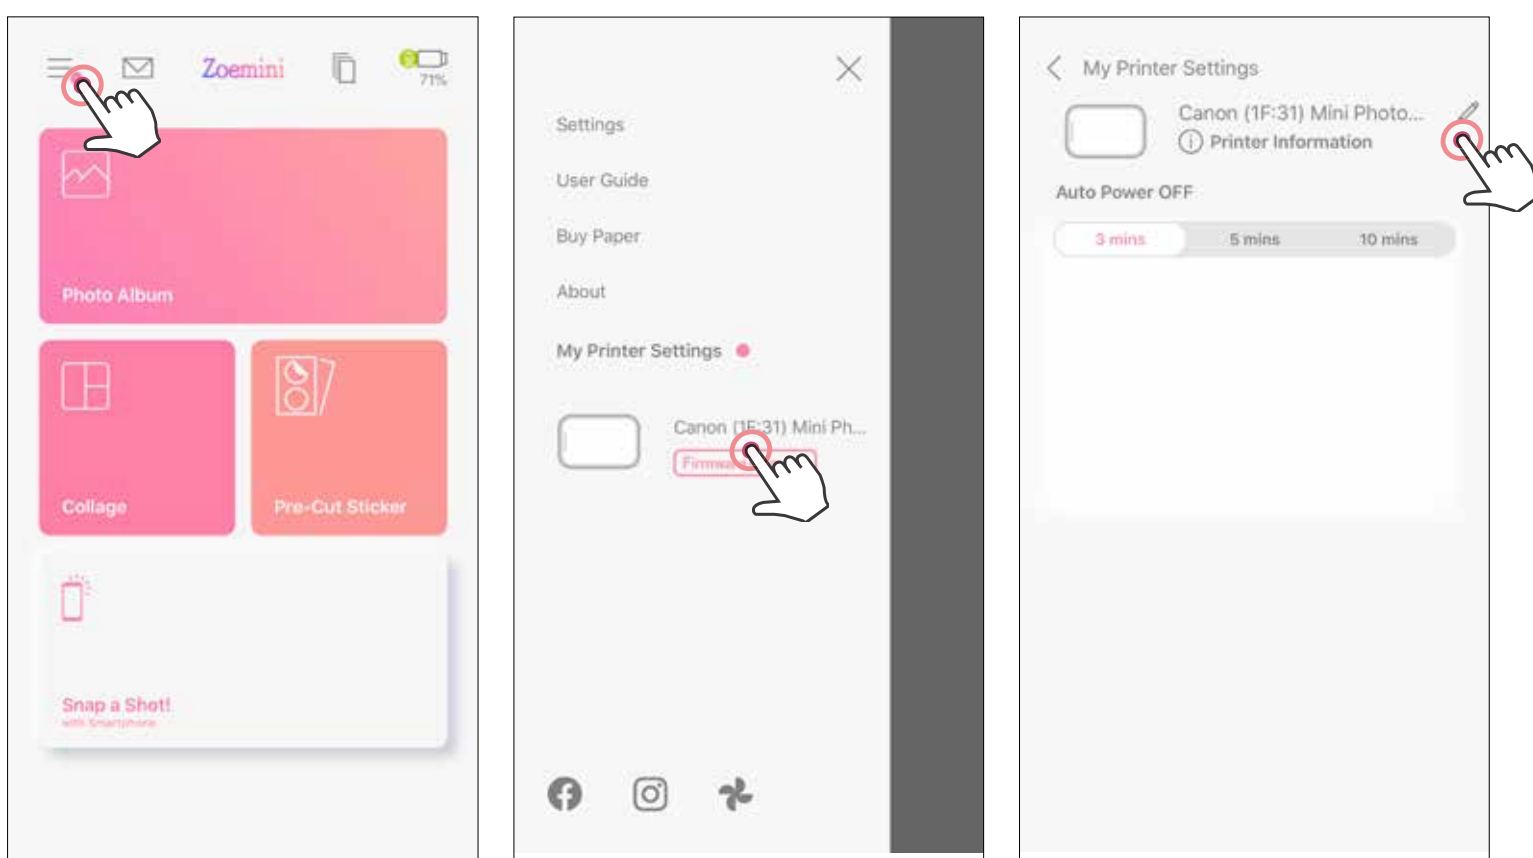 Zoemini
71%
Photo Album
Collage
Pre-Cut Sticker
Snap a Shot!
with Smartphone
Settings
User Guide
Buy Paper
About
My Printer Settings
Canon (1F:31) Mini Ph...
My Printer Settings
Canon (1F:31) Mini Photo...
Printer Information
Auto Power OFF
3 mins 5 mins 10 mins